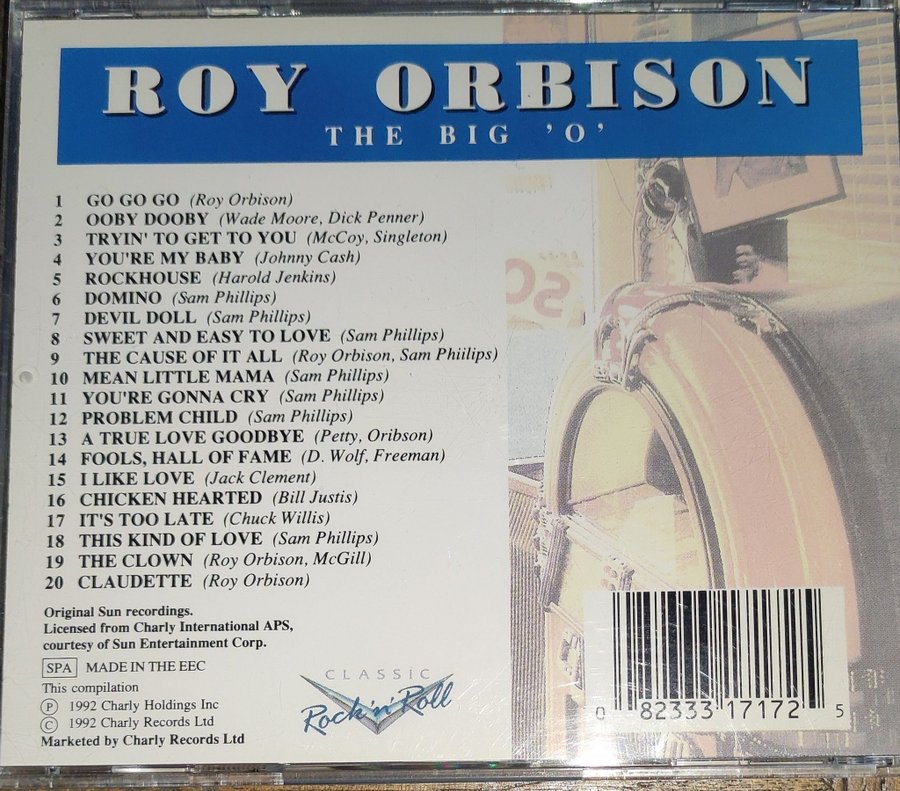 ROY ORBISON
THE BIG 'O'
1 GO GO GO (Roy Orbison)
2 OOBY DOOBY (Wade Moore, Dick Penner)
3 TRYIN' TO GET TO YOU (McCoy, Singleton)
4 YOU'RE MY BABY (Johnny Cash)
5 ROCKHOUSE (Harold Jenkins)
6 DOMINO (Sam Phillips)
7 DEVIL DOLL (Sam Phillips)
8 SWEET AND EASY TO LOVE (Sam Phillips)
9 THE CAUSE OF IT ALL (Roy Orbison, Sam Phiilips)
10 MEAN LITTLE MAMA (Sam Phillips)
11 YOU'RE GONNA CRY (Sam Phillips)
12 PROBLEM CHILD (Sam Phillips)
13 A TRUE LOVE GOODBYE (Petty, Oribson)
14 FOOLS, HALL OF FAME (D. Wolf, Freeman)
15 I LIKE LOVE (Jack Clement)
16 CHICKEN HEARTED (Bill Justis)
17 IT'S TOO LATE (Chuck Willis)
18 THIS KIND OF LOVE (Sam Phillips)
19 THE CLOWN (Roy Orbison, McGill)
20 CLAUDETTE (Roy Orbison)
Original Sun recordings.
Licensed from Charly International APS,
courtesy of Sun Entertainment Corp.
SPA MADE IN THE EEC
This compilation
Ⓟ 1992 Charly Holdings Inc
© 1992 Charly Records Ltd
Marketed by Charly Records Ltd
CLASSiC
Rock'n'Roll
0 82333 17172 5